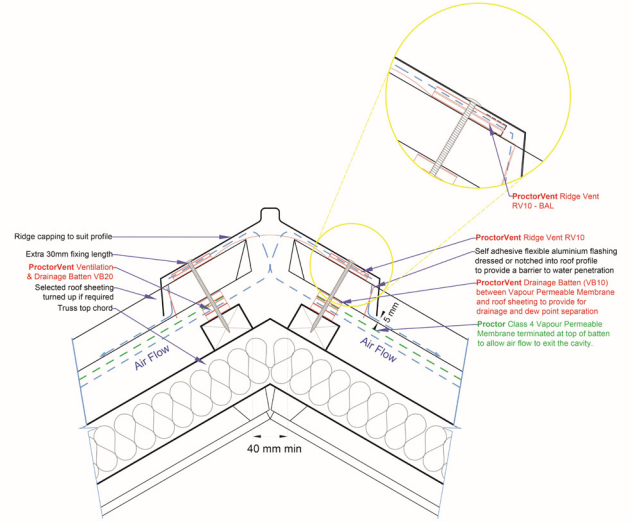 ProctorVent Ridge Vent
RV10 - BAL
Ridge capping to suit profile
Extra 30mm fixing length
ProctorVent Ventilation
& Drainage Batten VB20
Selected roof sheeting
turned up if required
Truss top chord
ProctorVent Ridge Vent RV10
Self adhesive flexible aluminium flashing
dressed or notched into roof profile
to provide a barrier to water penetration
ProctorVent Drainage Batten (VB10)
between Vapour Permeable Membrane
and roof sheeting to provide for
drainage and dew point separation
Proctor Class 4 Vapour Permeable
Membrane terminated at top of batten
to allow air flow to exit the cavity.
5 mm
Air Flow
Air Flow
40 mm min